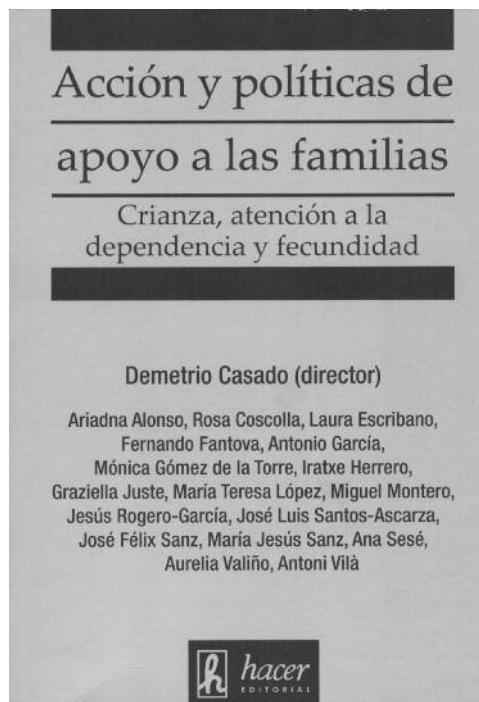 Acción y políticas de
apoyo a las familias
Crianza, atención a la
dependencia y fecundidad
Demetrio Casado (director)
Ariadna Alonso, Rosa Coscolla, Laura Escribano,
Fernando Fantova, Antonio García,
Mónica Gómez de la Torre, Iratxe Herrero,
Graziella Juste, María Teresa López, Miguel Montero,
Jesús Rogero-García, José Luis Santos-Ascarza,
José Félix Sanz, María Jesús Sanz, Ana Sesé,
Aurelia Valiño, Antoni Vilà
h hacer
EDITORIAL